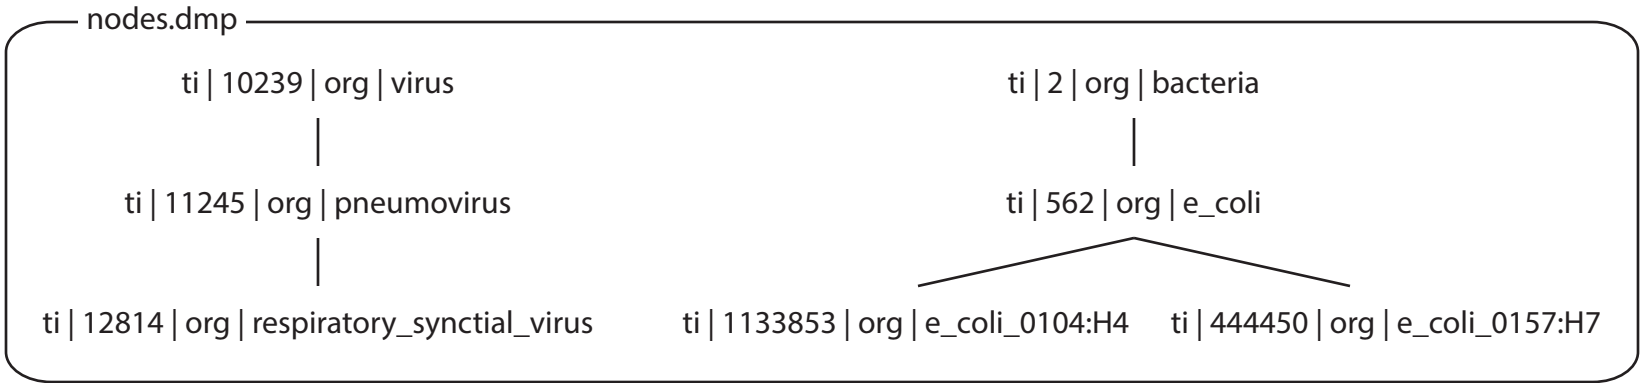 nodes.dmp
ti | 10239 | org | virus ti | 2 | org | bacteria
ti | 11245 | org | pneumovirus ti | 562 | org | e_coli
ti | 12814 | org | respiratory_synctial_virus ti | 1133853 | org | e_coli_0104:H4 ti | 444450 | org | e_coli_0157:H7